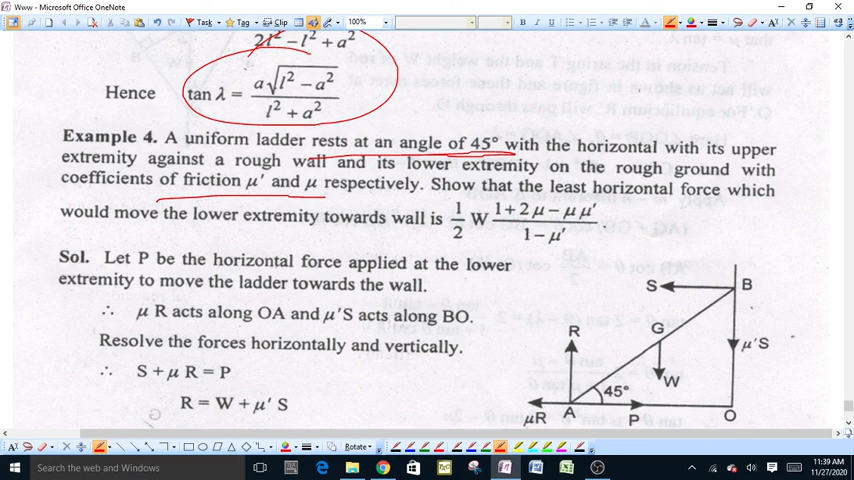 Www - Microsoft Office OneNote
Task
Tag
Clip
100%
B I U
2l² − l² + a²
Hence tan λ = a√l² − a² / l² + a²
Example 4. A uniform ladder rests at an angle of 45° with the horizontal with its upper
extremity against a rough wall and its lower extremity on the rough ground with
coefficients of friction μ' and μ respectively. Show that the least horizontal force which
would move the lower extremity towards wall is 1/2 W 1 + 2μ − μμ' / 1 − μ'
Sol. Let P be the horizontal force applied at the lower
extremity to move the ladder towards the wall.
∴ μ R acts along OA and μ'S acts along BO.
Resolve the forces horizontally and vertically.
∴ S + μ R = P
R = W + μ' S
S B
G
R
μ'S
W
45°
μR A P O
Rotate
Search the web and Windows
11:39 AM
11/27/2020